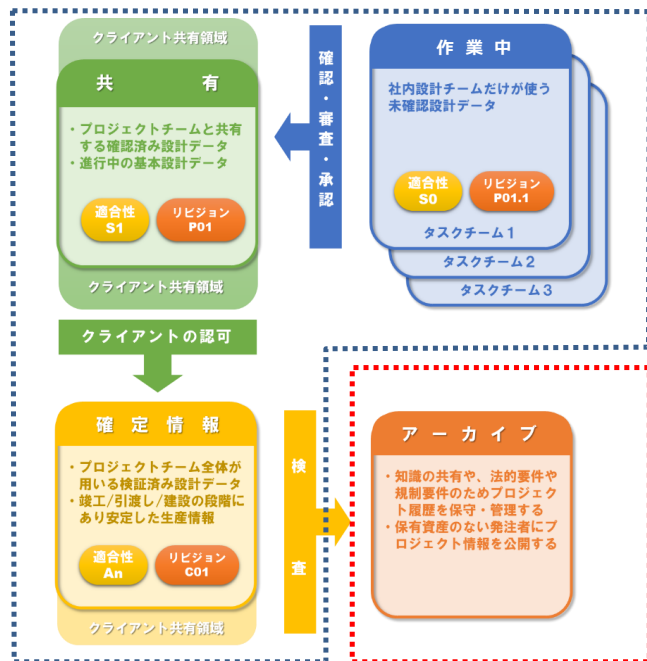 クライアント共有領域
共有
・プロジェクトチームと共有
する確認済み設計データ
・進行中の基本設計データ
適合性
S1
リビジョン
P01
クライアント共有領域
確認・審査・承認
作業中
社内設計チームだけが使う
未確認設計データ
適合性
S0
リビジョン
P01.1
タスクチーム1
タスクチーム2
タスクチーム3
クライアントの認可
確定情報
・プロジェクトチーム全体が
用いる検証済み設計データ
・竣工/引渡し/建設の段階に
あり安定した生産情報
適合性
An
リビジョン
C01
クライアント共有領域
検査
アーカイブ
・知識の共有や、法的要件や
規制要件のためプロジェク
ト履歴を保守・管理する
・保有資産のない発注者にプ
ロジェクト情報を公開する